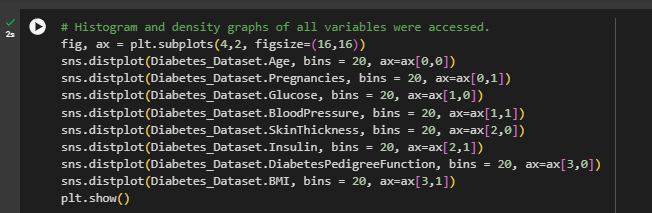 # Histogram and density graphs of all variables were accessed.
fig, ax = plt.subplots(4,2, figsize=(16,16))
sns.distplot(Diabetes_Dataset.Age, bins = 20, ax=ax[0,0])
sns.distplot(Diabetes_Dataset.Pregnancies, bins = 20, ax=ax[0,1])
sns.distplot(Diabetes_Dataset.Glucose, bins = 20, ax=ax[1,0])
sns.distplot(Diabetes_Dataset.BloodPressure, bins = 20, ax=ax[1,1])
sns.distplot(Diabetes_Dataset.SkinThickness, bins = 20, ax=ax[2,0])
sns.distplot(Diabetes_Dataset.Insulin, bins = 20, ax=ax[2,1])
sns.distplot(Diabetes_Dataset.DiabetesPedigreeFunction, bins = 20, ax=ax[3,0])
sns.distplot(Diabetes_Dataset.BMI, bins = 20, ax=ax[3,1])
plt.show()
2s